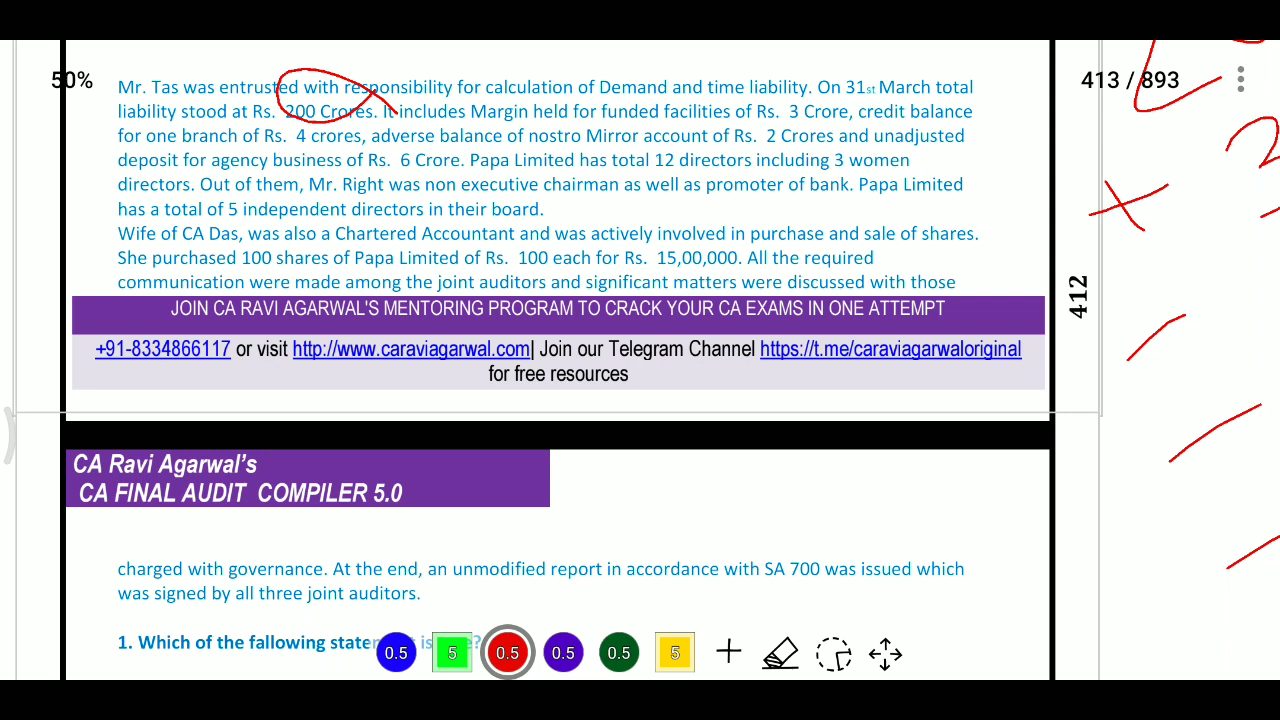 50%
413 / 893
Mr. Tas was entrusted with responsibility for calculation of Demand and time liability. On 31st March total
liability stood at Rs. 200 Crores. It includes Margin held for funded facilities of Rs. 3 Crore, credit balance
for one branch of Rs. 4 crores, adverse balance of nostro Mirror account of Rs. 2 Crores and unadjusted
deposit for agency business of Rs. 6 Crore. Papa Limited has total 12 directors including 3 women
directors. Out of them, Mr. Right was non executive chairman as well as promoter of bank. Papa Limited
has a total of 5 independent directors in their board.
Wife of CA Das, was also a Chartered Accountant and was actively involved in purchase and sale of shares.
She purchased 100 shares of Papa Limited of Rs. 100 each for Rs. 15,00,000. All the required
communication were made among the joint auditors and significant matters were discussed with those
412
JOIN CA RAVI AGARWAL'S MENTORING PROGRAM TO CRACK YOUR CA EXAMS IN ONE ATTEMPT
+91-8334866117 or visit http://www.caraviagarwal.com| Join our Telegram Channel https://t.me/caraviagarwaloriginal
for free resources
CA Ravi Agarwal's
CA FINAL AUDIT COMPILER 5.0
charged with governance. At the end, an unmodified report in accordance with SA 700 was issued which
was signed by all three joint auditors.
1. Which of the following
0.5 5 0.5 0.5 0.5 5